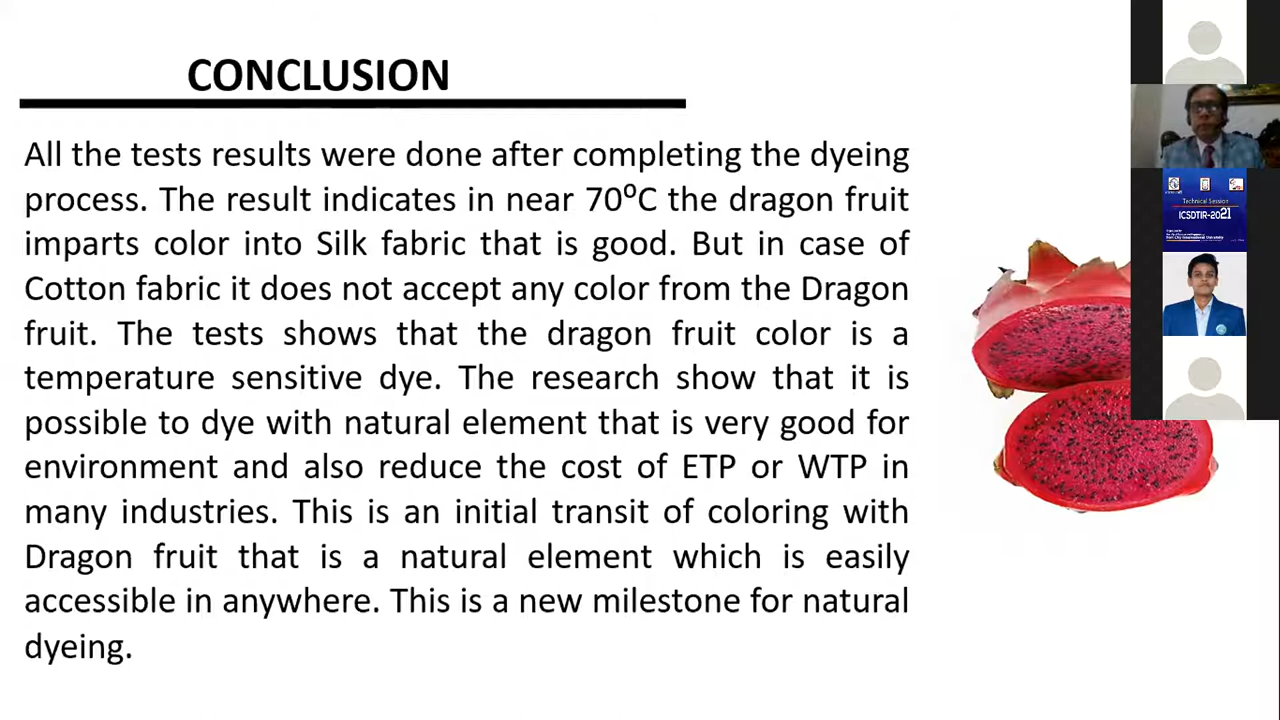 CONCLUSION
All the tests results were done after completing the dyeing
process. The result indicates in near 70⁰C the dragon fruit
imparts color into Silk fabric that is good. But in case of
Cotton fabric it does not accept any color from the Dragon
fruit. The tests shows that the dragon fruit color is a
temperature sensitive dye. The research show that it is
possible to dye with natural element that is very good for
environment and also reduce the cost of ETP or WTP in
many industries. This is an initial transit of coloring with
Dragon fruit that is a natural element which is easily
accessible in anywhere. This is a new milestone for natural
dyeing.
Technical Session
ICSDTIR-2021
Port City International University